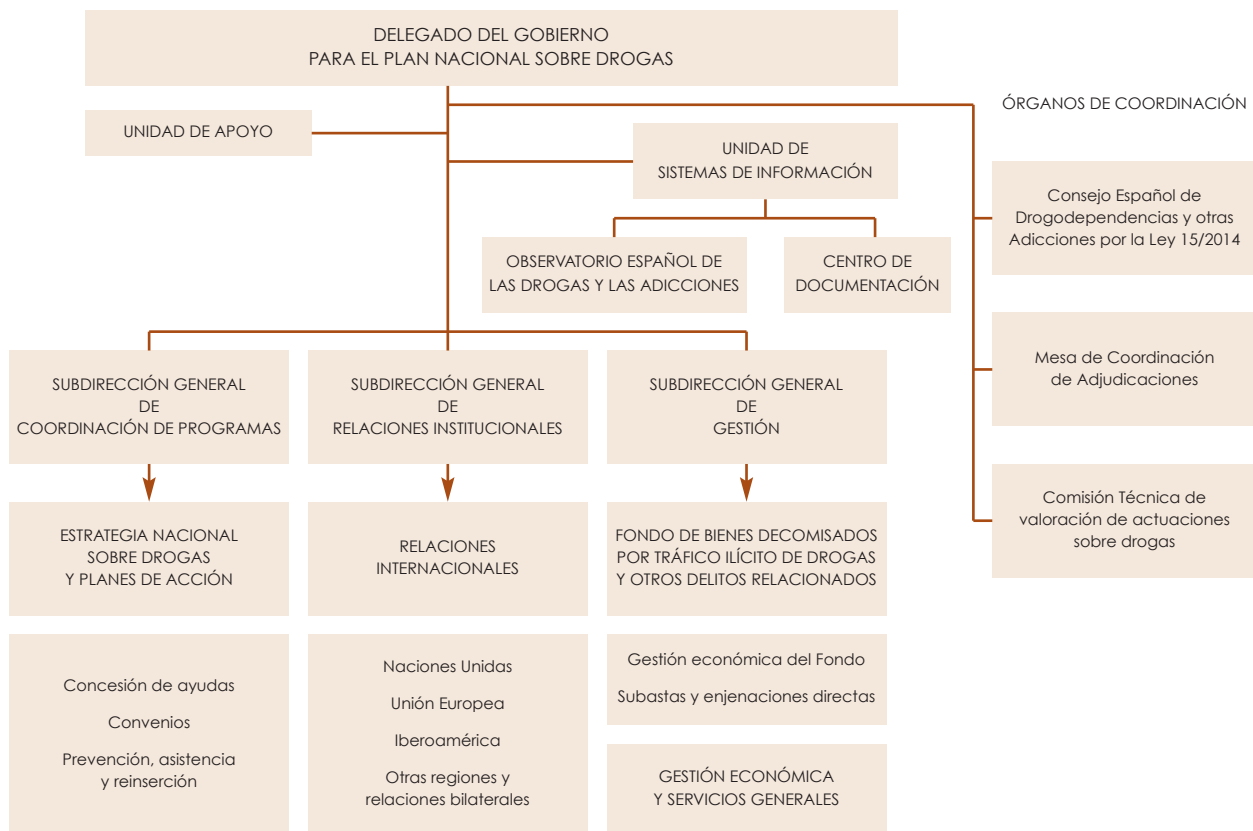 DELEGADO DEL GOBIERNO
PARA EL PLAN NACIONAL SOBRE DROGAS
ÓRGANOS DE COORDINACIÓN
UNIDAD DE APOYO
UNIDAD DE
SISTEMAS DE INFORMACIÓN
Consejo Español de
Drogodependencias y otras
Adicciones por la Ley 15/2014
OBSERVATORIO ESPAÑOL DE
LAS DROGAS Y LAS ADICCIONES
CENTRO DE
DOCUMENTACIÓN
Mesa de Coordinación
de Adjudicaciones
SUBDIRECCIÓN GENERAL
DE
COORDINACIÓN DE PROGRAMAS
SUBDIRECCIÓN GENERAL
DE
RELACIONES INSTITUCIONALES
SUBDIRECCIÓN GENERAL
DE
GESTIÓN
Comisión Técnica de
valoración de actuaciones
sobre drogas
ESTRATEGIA NACIONAL
SOBRE DROGAS
Y PLANES DE ACCIÓN
RELACIONES
INTERNACIONALES
FONDO DE BIENES DECOMISADOS
POR TRÁFICO ILÍCITO DE DROGAS
Y OTROS DELITOS RELACIONADOS
Concesión de ayudas
Convenios
Prevención, asistencia
y reinserción
Naciones Unidas
Unión Europea
Iberoamérica
Otras regiones y
relaciones bilaterales
Gestión económica del Fondo
Subastas y enjenaciones directas
GESTIÓN ECONÓMICA
Y SERVICIOS GENERALES